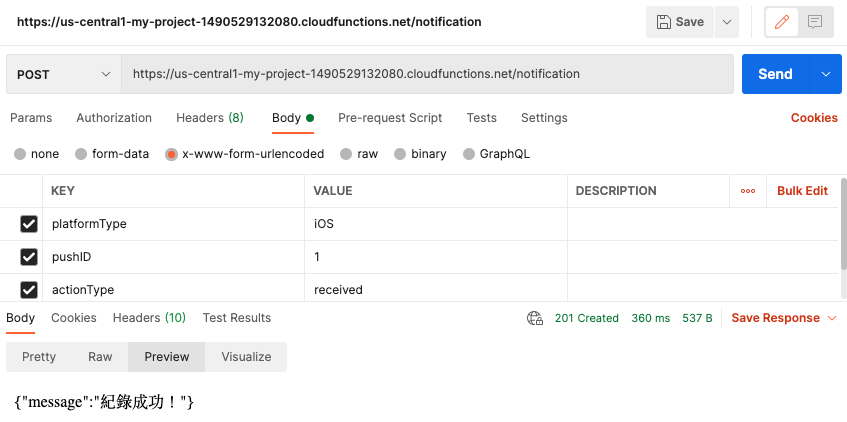 https://us-central1-my-project-1490529132080.cloudfunctions.net/notification Save
POST https://us-central1-my-project-1490529132080.cloudfunctions.net/notification Send
Params Authorization Headers (8) Body Pre-request Script Tests Settings Cookies
none form-data x-www-form-urlencoded raw binary GraphQL
KEY VALUE DESCRIPTION Bulk Edit
platformType iOS
pushID 1
actionType received
Body Cookies Headers (10) Test Results 201 Created 360 ms 537 B Save Response
Pretty Raw Preview Visualize
{"message":"紀錄成功！"}